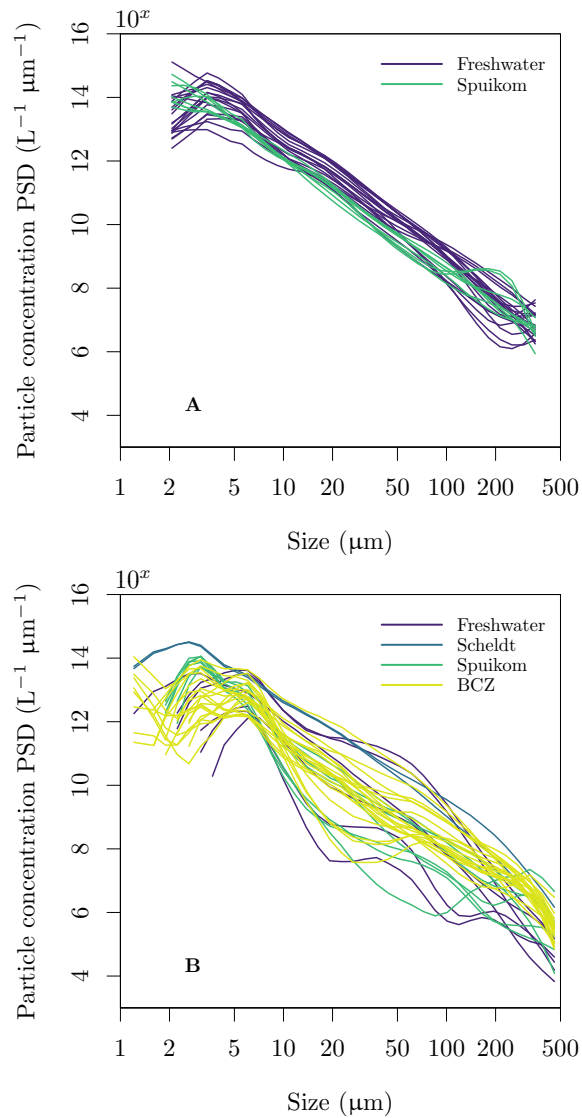 10ˣ
16
14
12
10
8
6
4
Particle concentration PSD (L⁻¹ µm⁻¹)
Freshwater
Spuikom
A
1 2 5 10 20 50 100 200 500
Size (µm)
10ˣ
16
14
12
10
8
6
4
Particle concentration PSD (L⁻¹ µm⁻¹)
Freshwater
Scheldt
Spuikom
BCZ
B
1 2 5 10 20 50 100 200 500
Size (µm)